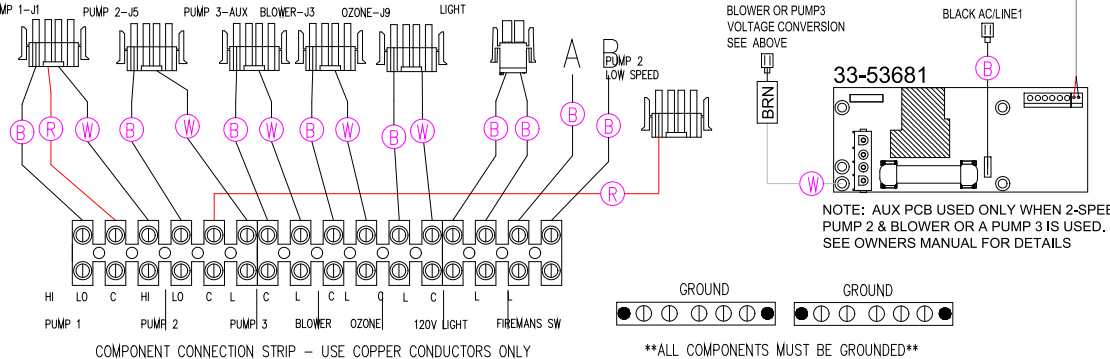 MP 1-J1
PUMP 2-J5
PUMP 3-AUX
BLOWER-J3
OZONE-J9
LIGHT
A
B
PUMP 2
LOW SPEED
BLOWER OR PUMP3
VOLTAGE CONVERSION
SEE ABOVE
BLACK AC/LINE1
B
33-53681
BRN
W
B R W B W B W B W B W B B B B
R
NOTE: AUX PCB USED ONLY WHEN 2-SPEE
PUMP 2 & BLOWER OR A PUMP 3 IS USED.
SEE OWNERS MANUAL FOR DETAILS
HI LO C HI LO C L C L C L C L C L L
PUMP 1 PUMP 2 PUMP 3 BLOWER OZONE 120V LIGHT FIREMANS SW
COMPONENT CONNECTION STRIP - USE COPPER CONDUCTORS ONLY
GROUND GROUND
**ALL COMPONENTS MUST BE GROUNDED**